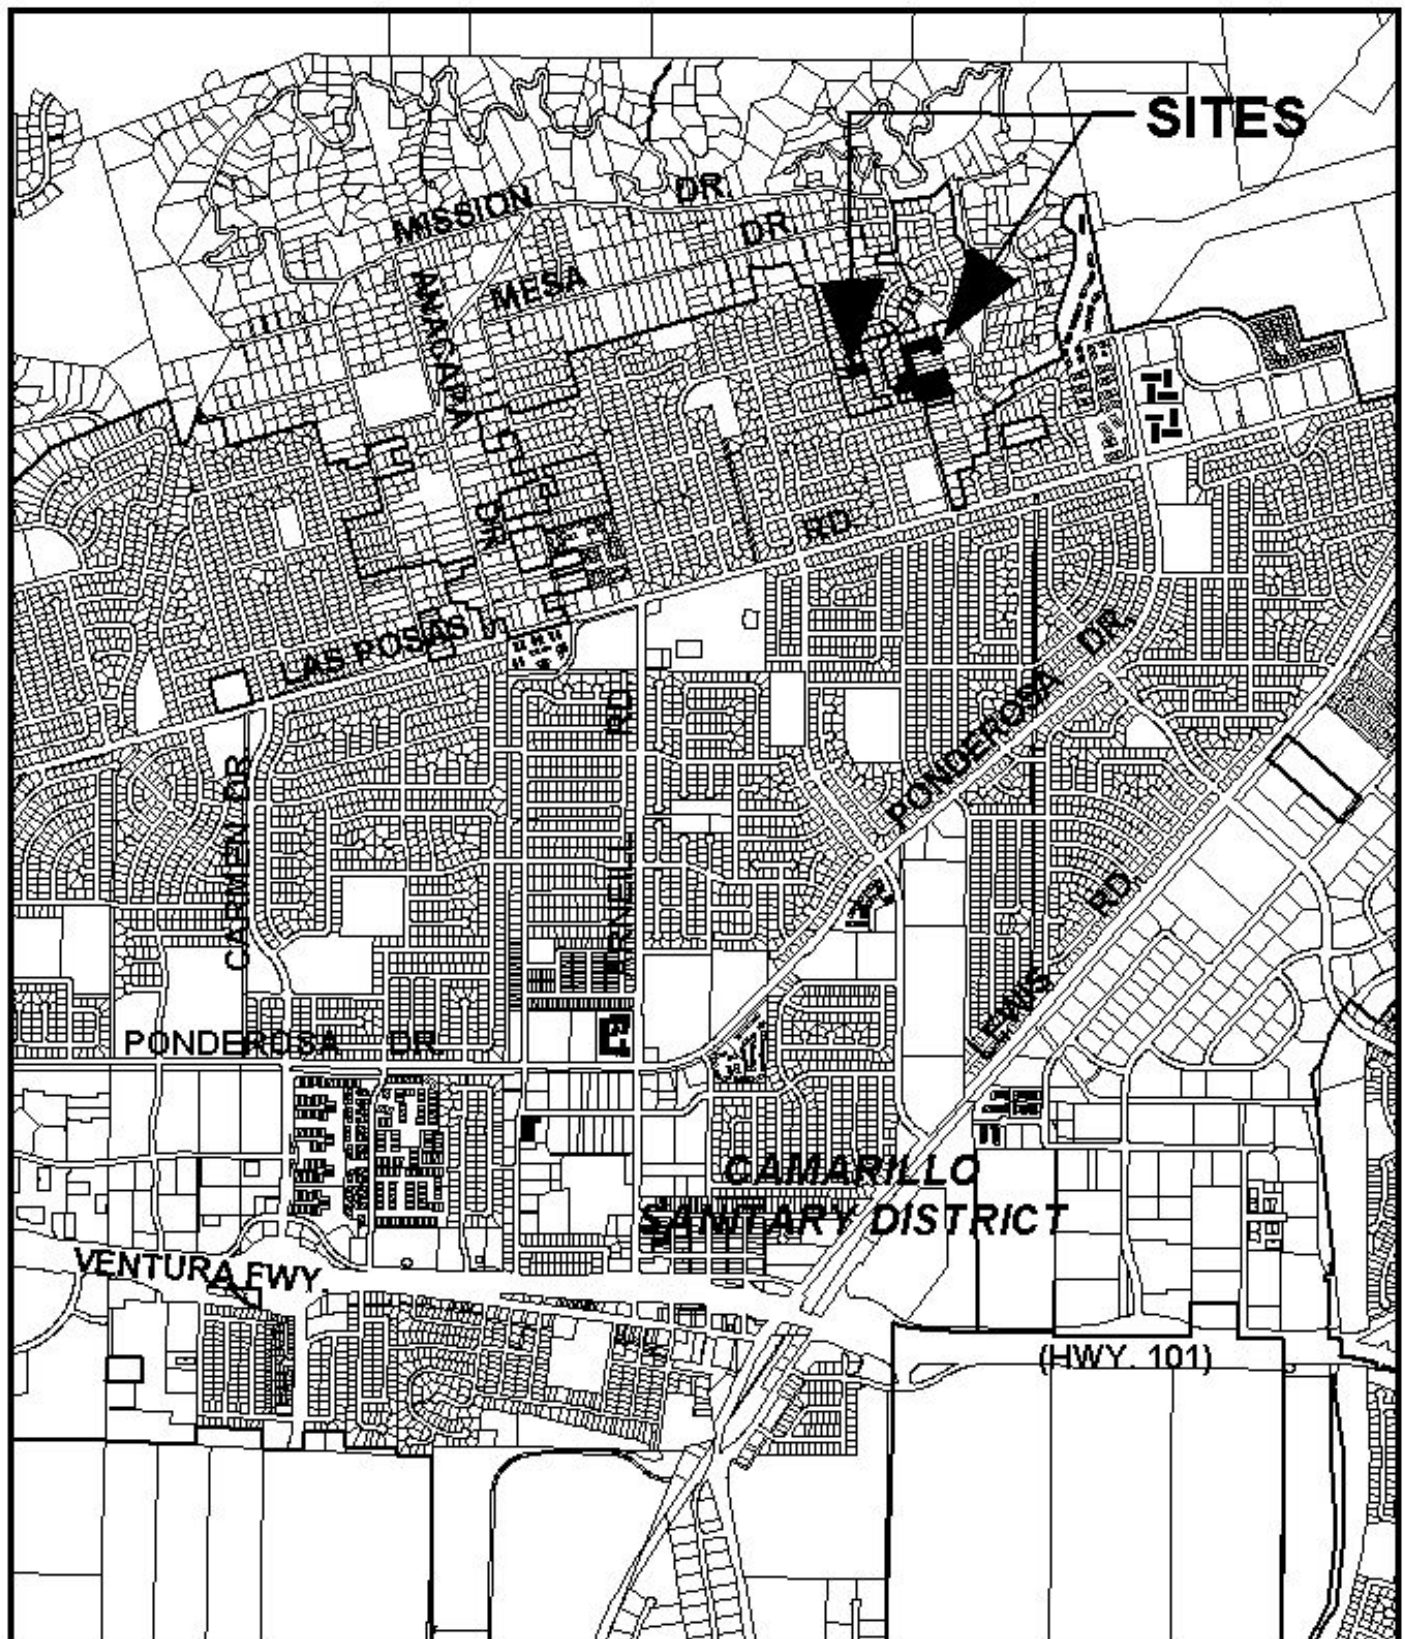 SITES
MISSION DR.
MESA DR.
ANACAPA DR.
LAS POSAS RD.
CARMEN DR.
ARNEILL RD.
PONDEROSA DR.
LEWIS RD.
PONDEROSA DR.
CAMARILLO
SANITARY DISTRICT
VENTURA FWY
(HWY. 101)